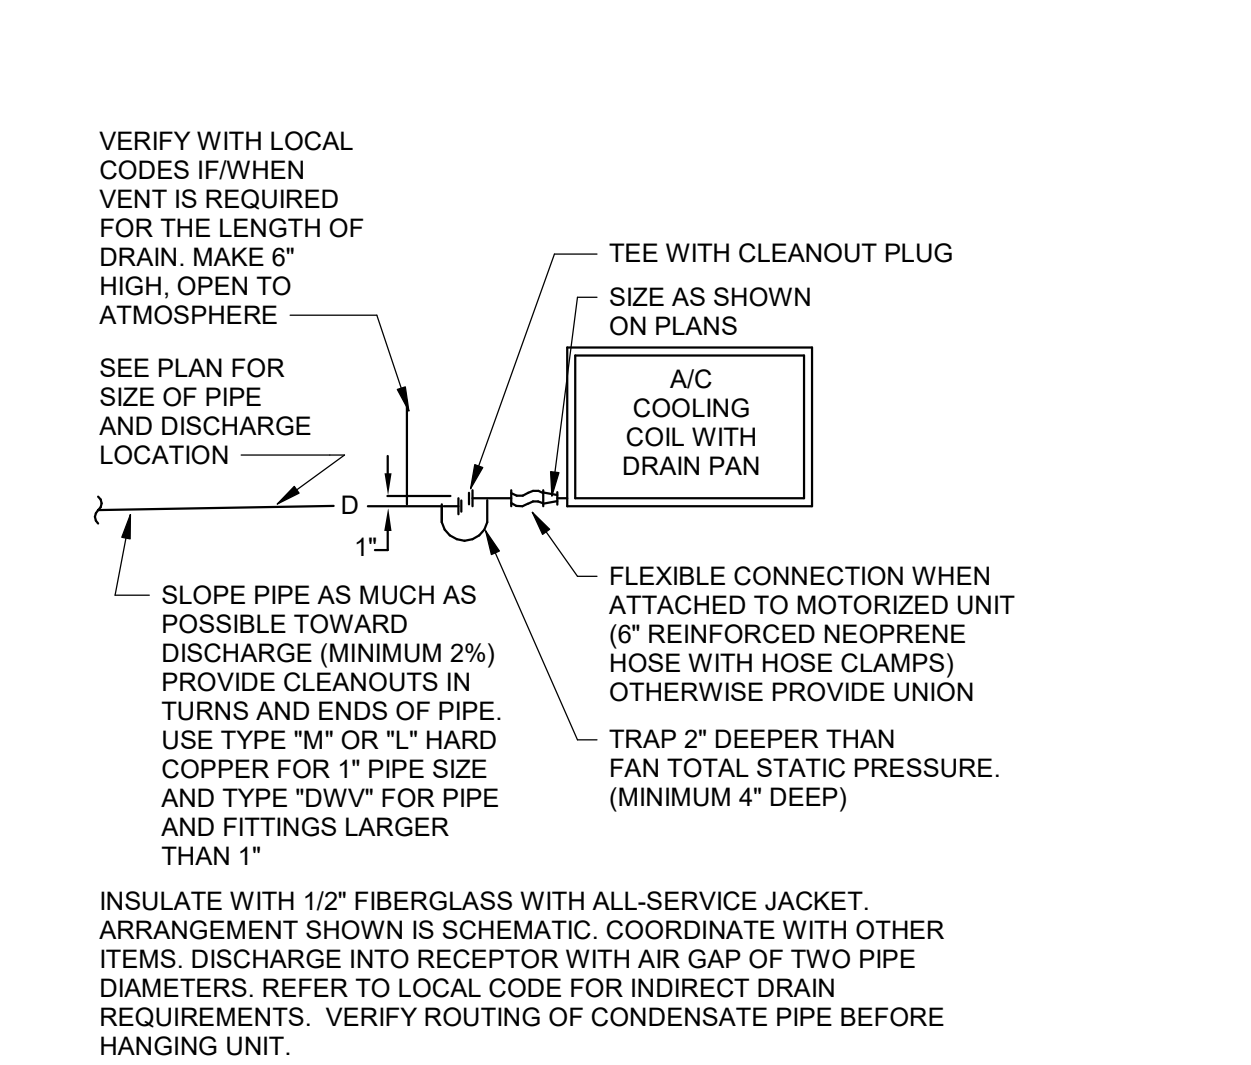 VERIFY WITH LOCAL
CODES IF/WHEN
VENT IS REQUIRED
FOR THE LENGTH OF
DRAIN. MAKE 6"
HIGH, OPEN TO
ATMOSPHERE
TEE WITH CLEANOUT PLUG
SIZE AS SHOWN
ON PLANS
SEE PLAN FOR
SIZE OF PIPE
AND DISCHARGE
LOCATION
A/C
COOLING
COIL WITH
DRAIN PAN
D
1"
SLOPE PIPE AS MUCH AS
POSSIBLE TOWARD
DISCHARGE (MINIMUM 2%)
PROVIDE CLEANOUTS IN
TURNS AND ENDS OF PIPE.
USE TYPE "M" OR "L" HARD
COPPER FOR 1" PIPE SIZE
AND TYPE "DWV" FOR PIPE
AND FITTINGS LARGER
THAN 1"
FLEXIBLE CONNECTION WHEN
ATTACHED TO MOTORIZED UNIT
(6" REINFORCED NEOPRENE
HOSE WITH HOSE CLAMPS)
OTHERWISE PROVIDE UNION
TRAP 2" DEEPER THAN
FAN TOTAL STATIC PRESSURE.
(MINIMUM 4" DEEP)
INSULATE WITH 1/2" FIBERGLASS WITH ALL-SERVICE JACKET.
ARRANGEMENT SHOWN IS SCHEMATIC. COORDINATE WITH OTHER
ITEMS. DISCHARGE INTO RECEPTOR WITH AIR GAP OF TWO PIPE
DIAMETERS. REFER TO LOCAL CODE FOR INDIRECT DRAIN
REQUIREMENTS.  VERIFY ROUTING OF CONDENSATE PIPE BEFORE
HANGING UNIT.